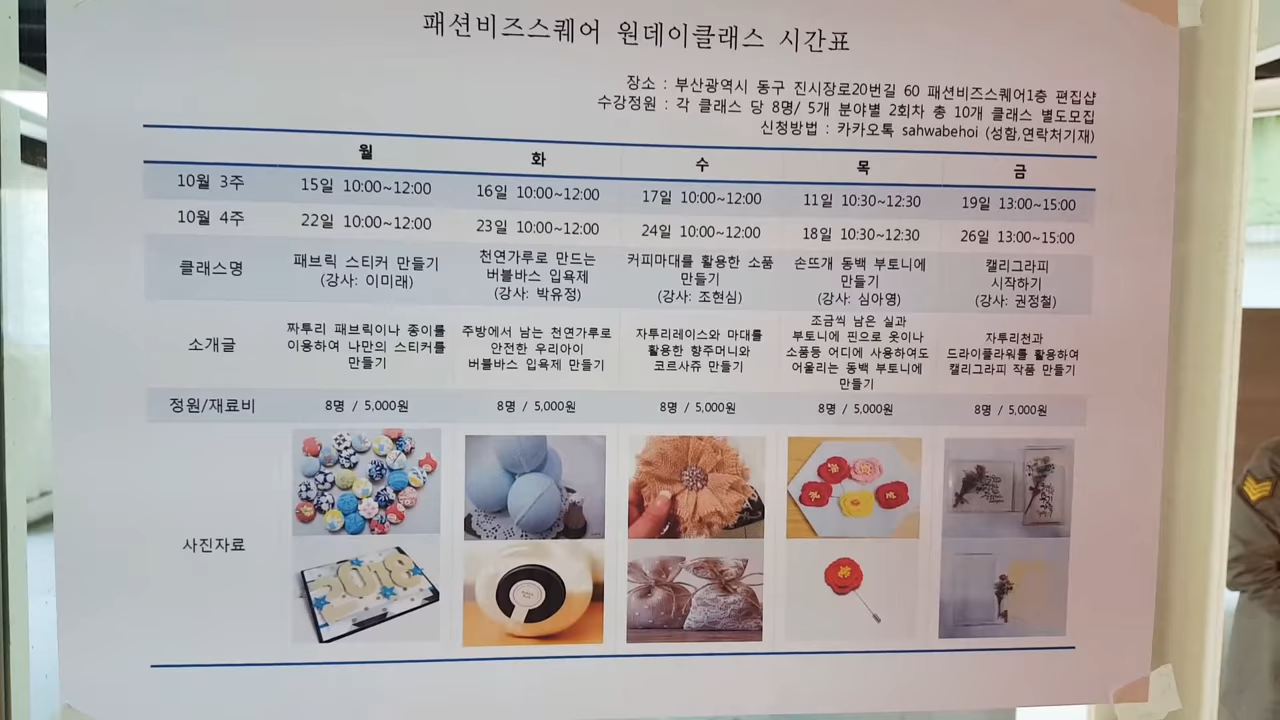 패션비즈스퀘어 원데이클래스 시간표
장소 : 부산광역시 동구 진시장로20번길 60 패션비즈스퀘어1층 편집샵
수강정원 : 각 클래스 당 8명/ 5개 분야별 2회차 총 10개 클래스 별도모집
신청방법 : 카카오톡 sahwabehoi (성함,연락처기재)
월 화 수 목 금
10월 3주 15일 10:00~12:00 16일 10:00~12:00 17일 10:00~12:00 11일 10:30~12:30 19일 13:00~15:00
10월 4주 22일 10:00~12:00 23일 10:00~12:00 24일 10:00~12:00 18일 10:30~12:30 26일 13:00~15:00
클래스명
패브릭 스티커 만들기
(강사: 이미래)
천연가루로 만드는
버블바스 입욕제
(강사: 박유정)
커피마대를 활용한 소품
만들기
(강사: 조현심)
손뜨개 동백 부토니에
만들기
(강사: 심아영)
캘리그라피
시작하기
(강사: 권정철)
소개글
짜투리 패브릭이나 종이를
이용하여 나만의 스티커를
만들기
주방에서 남는 천연가루로
안전한 우리아이
버블바스 입욕제 만들기
자투리레이스와 마대를
활용한 향주머니와
코르사쥬 만들기
조금씩 남은 실과
부토니에 핀으로 옷이나
소품등 어디에 사용하여도
어울리는 동백 부토니에
만들기
자투리천과
드라이플라워를 활용하여
캘리그라피 작품 만들기
정원/재료비 8명 / 5,000원 8명 / 5,000원 8명 / 5,000원 8명 / 5,000원 8명 / 5,000원
사진자료
2018